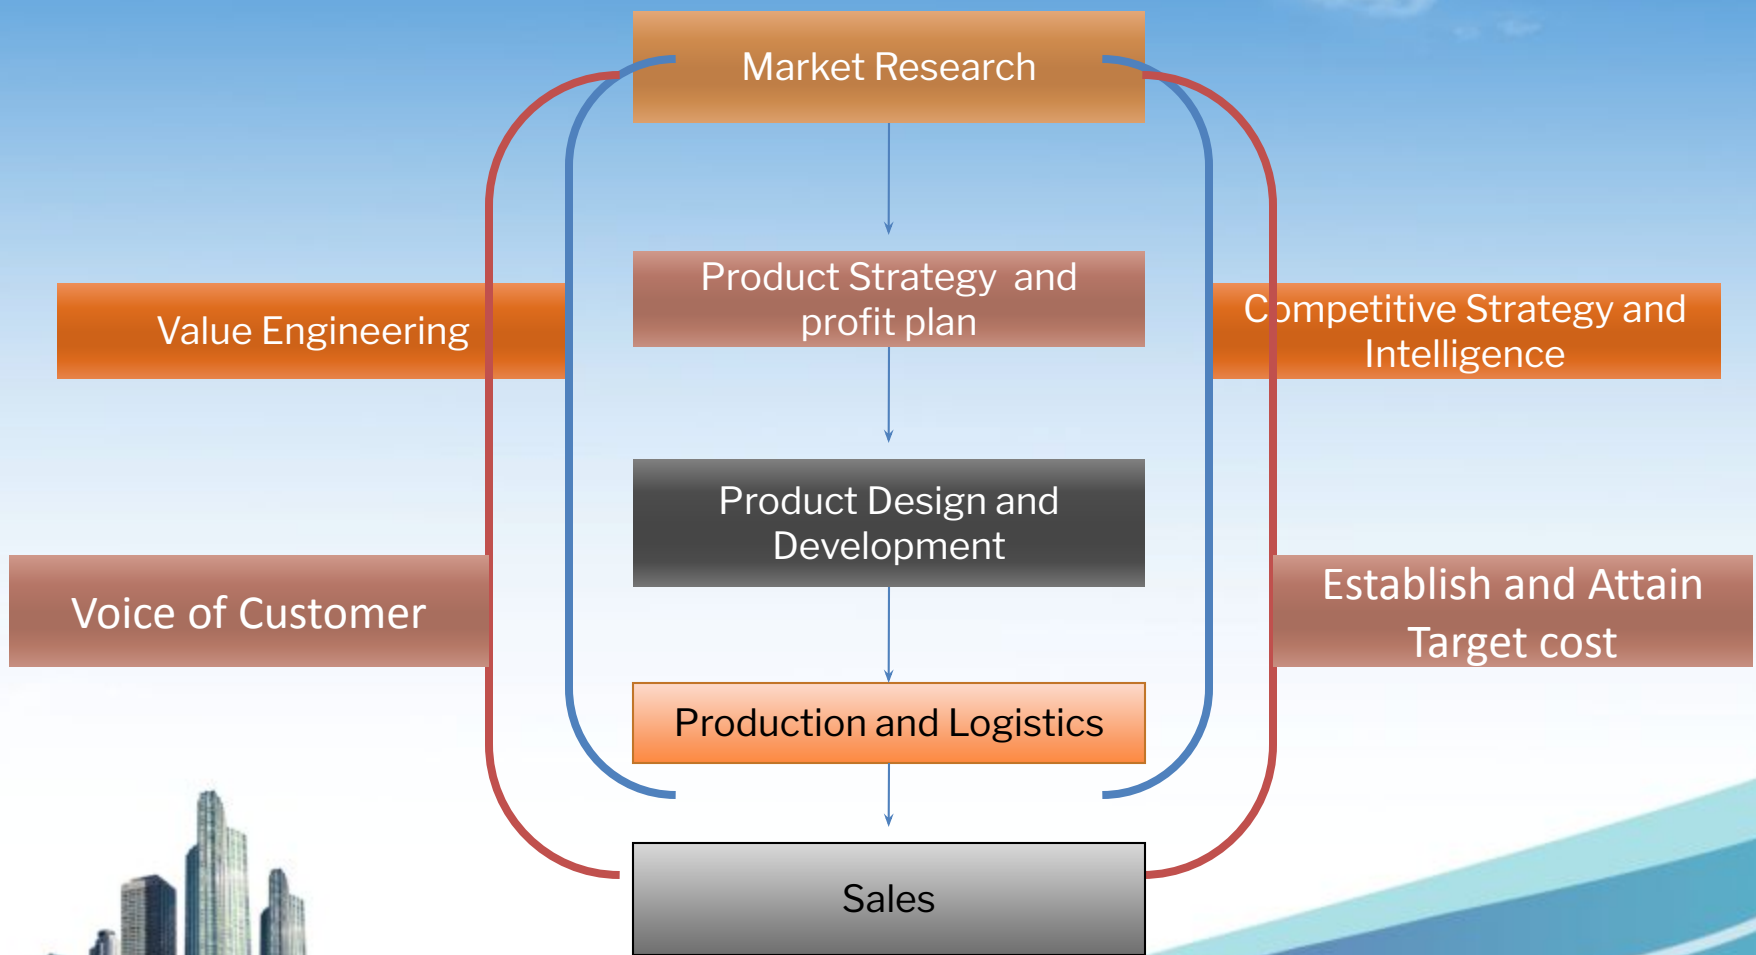 Market Research
Product Strategy  and
profit plan
Value Engineering
Competitive Strategy and
Intelligence
Product Design and
Development
Voice of Customer
Establish and Attain
Target cost
Production and Logistics
Sales